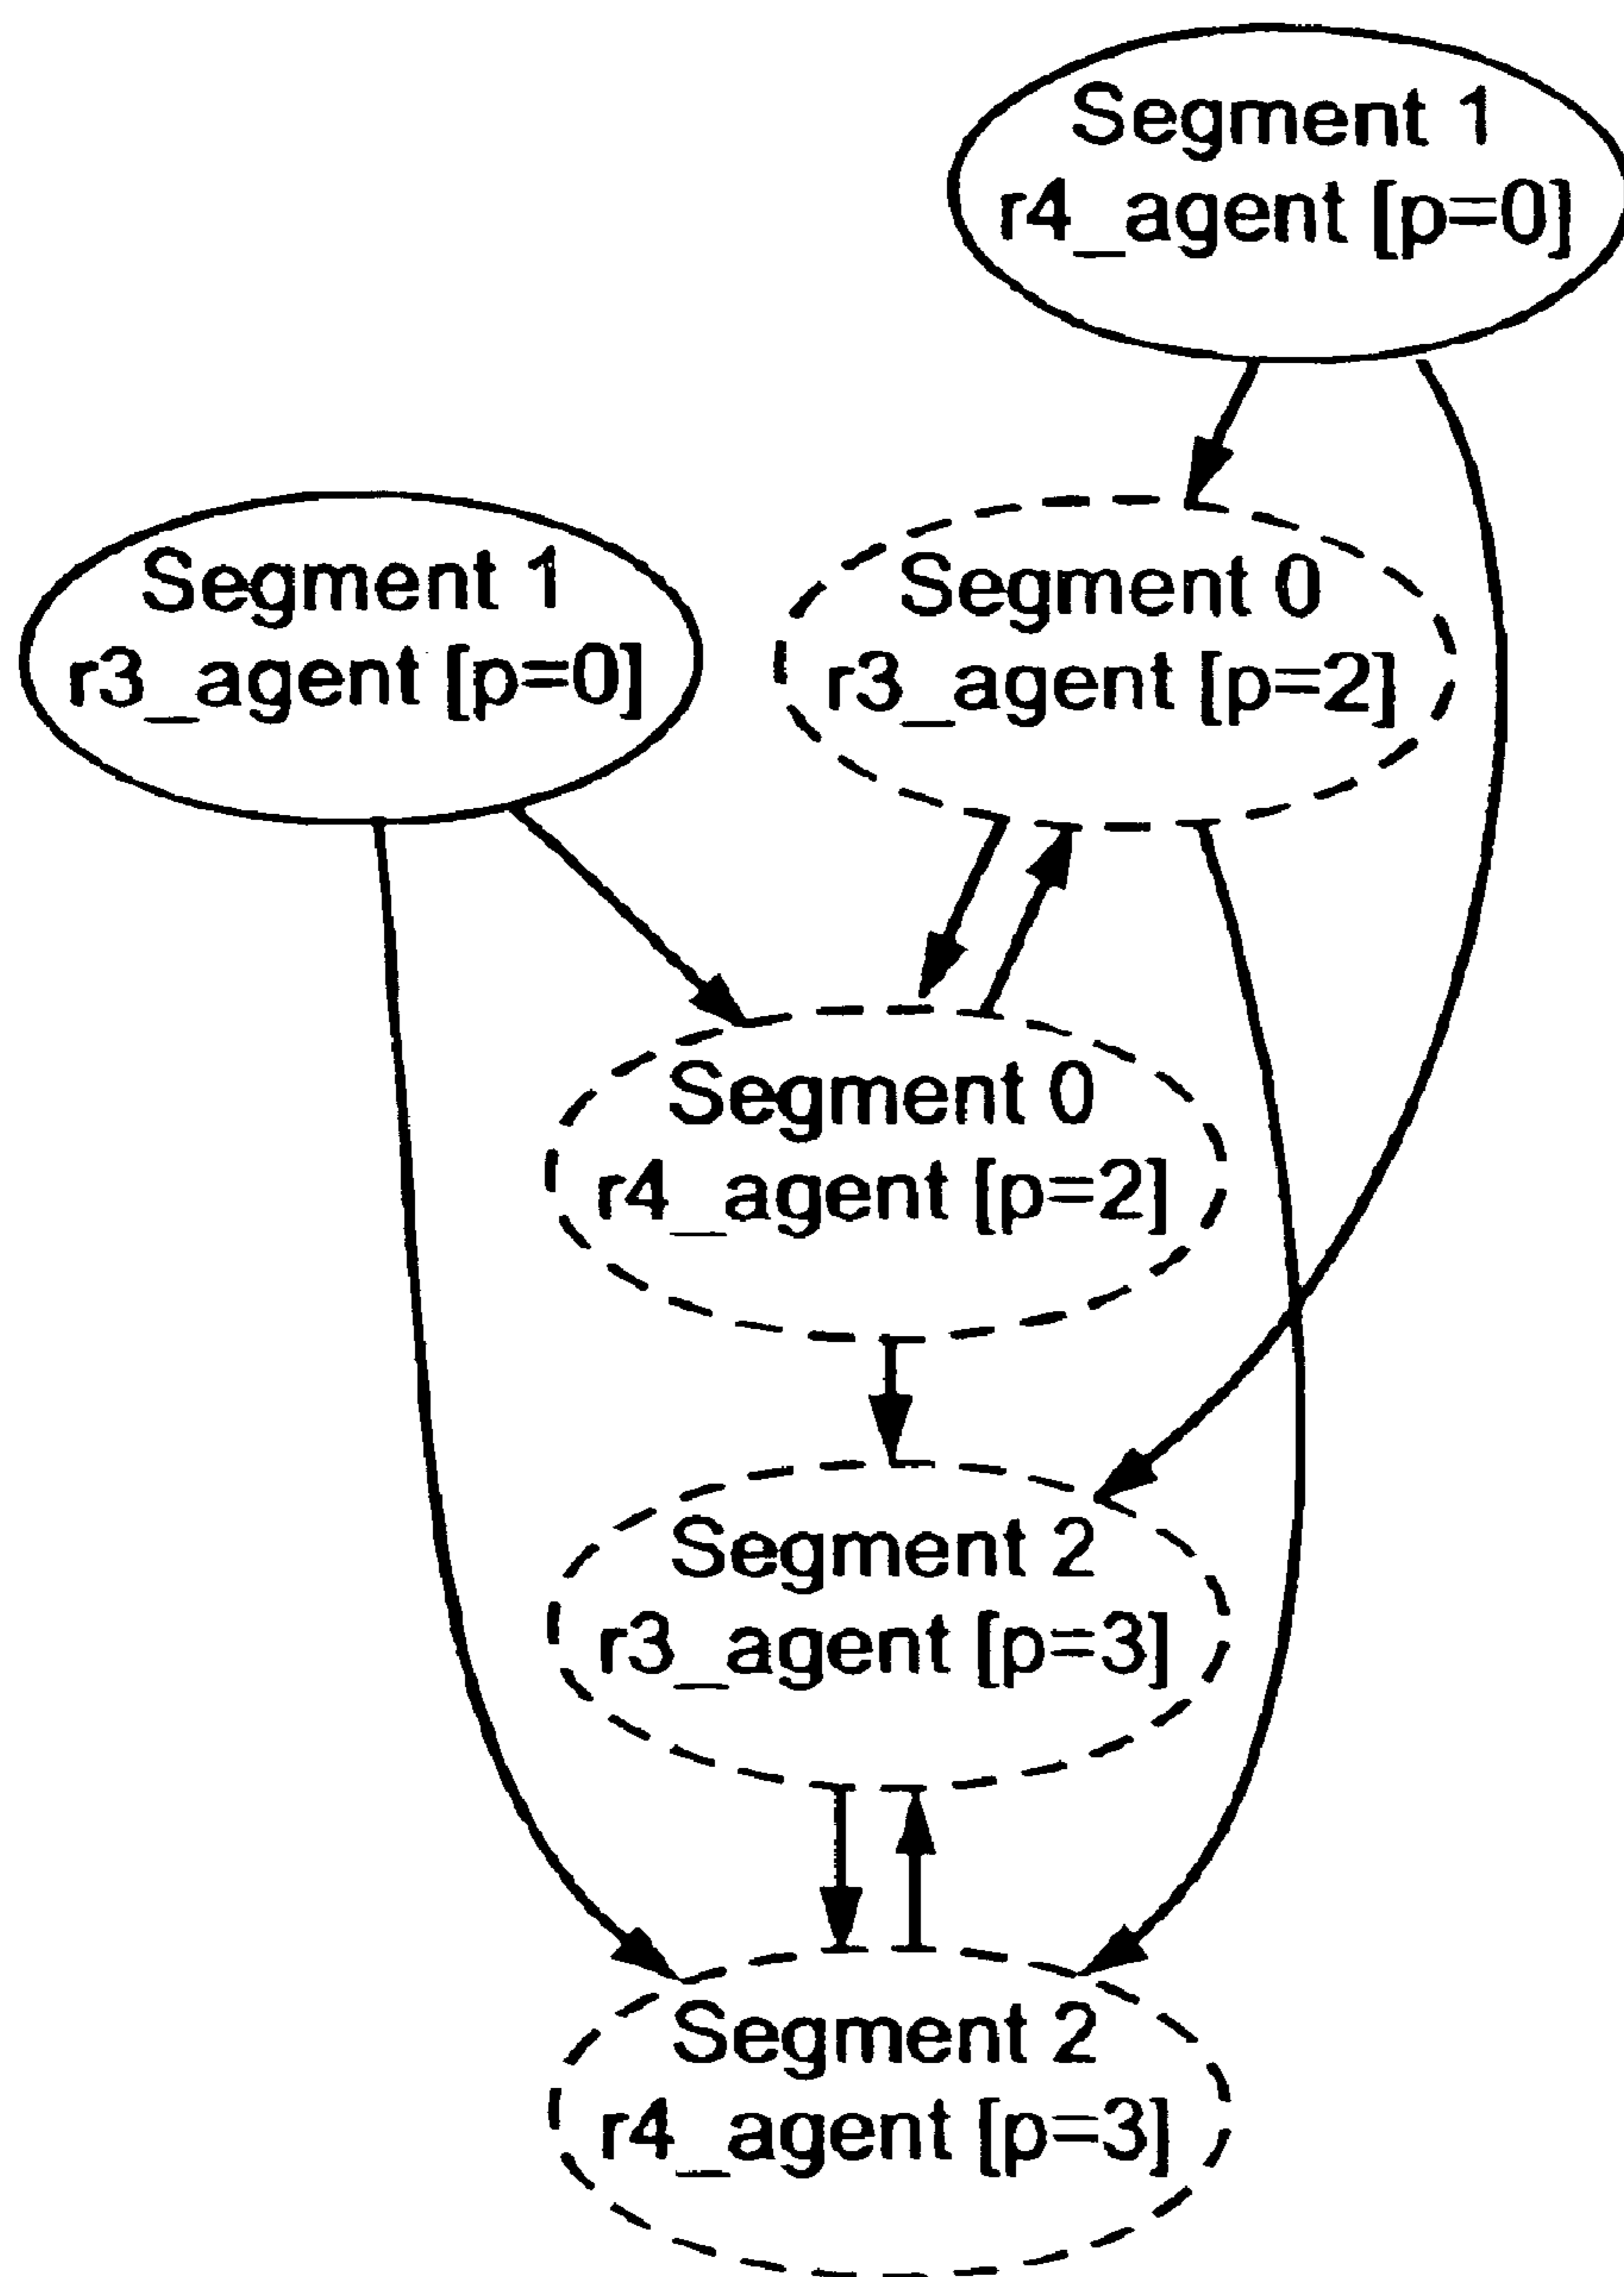 Segment 1
r4_agent [p=0]
Segment 1
r3_agent [p=0]
Segment 0
r3_agent [p=2]
Segment 0
r4_agent [p=2]
Segment 2
r3_agent [p=3]
Segment 2
r4_agent [p=3]